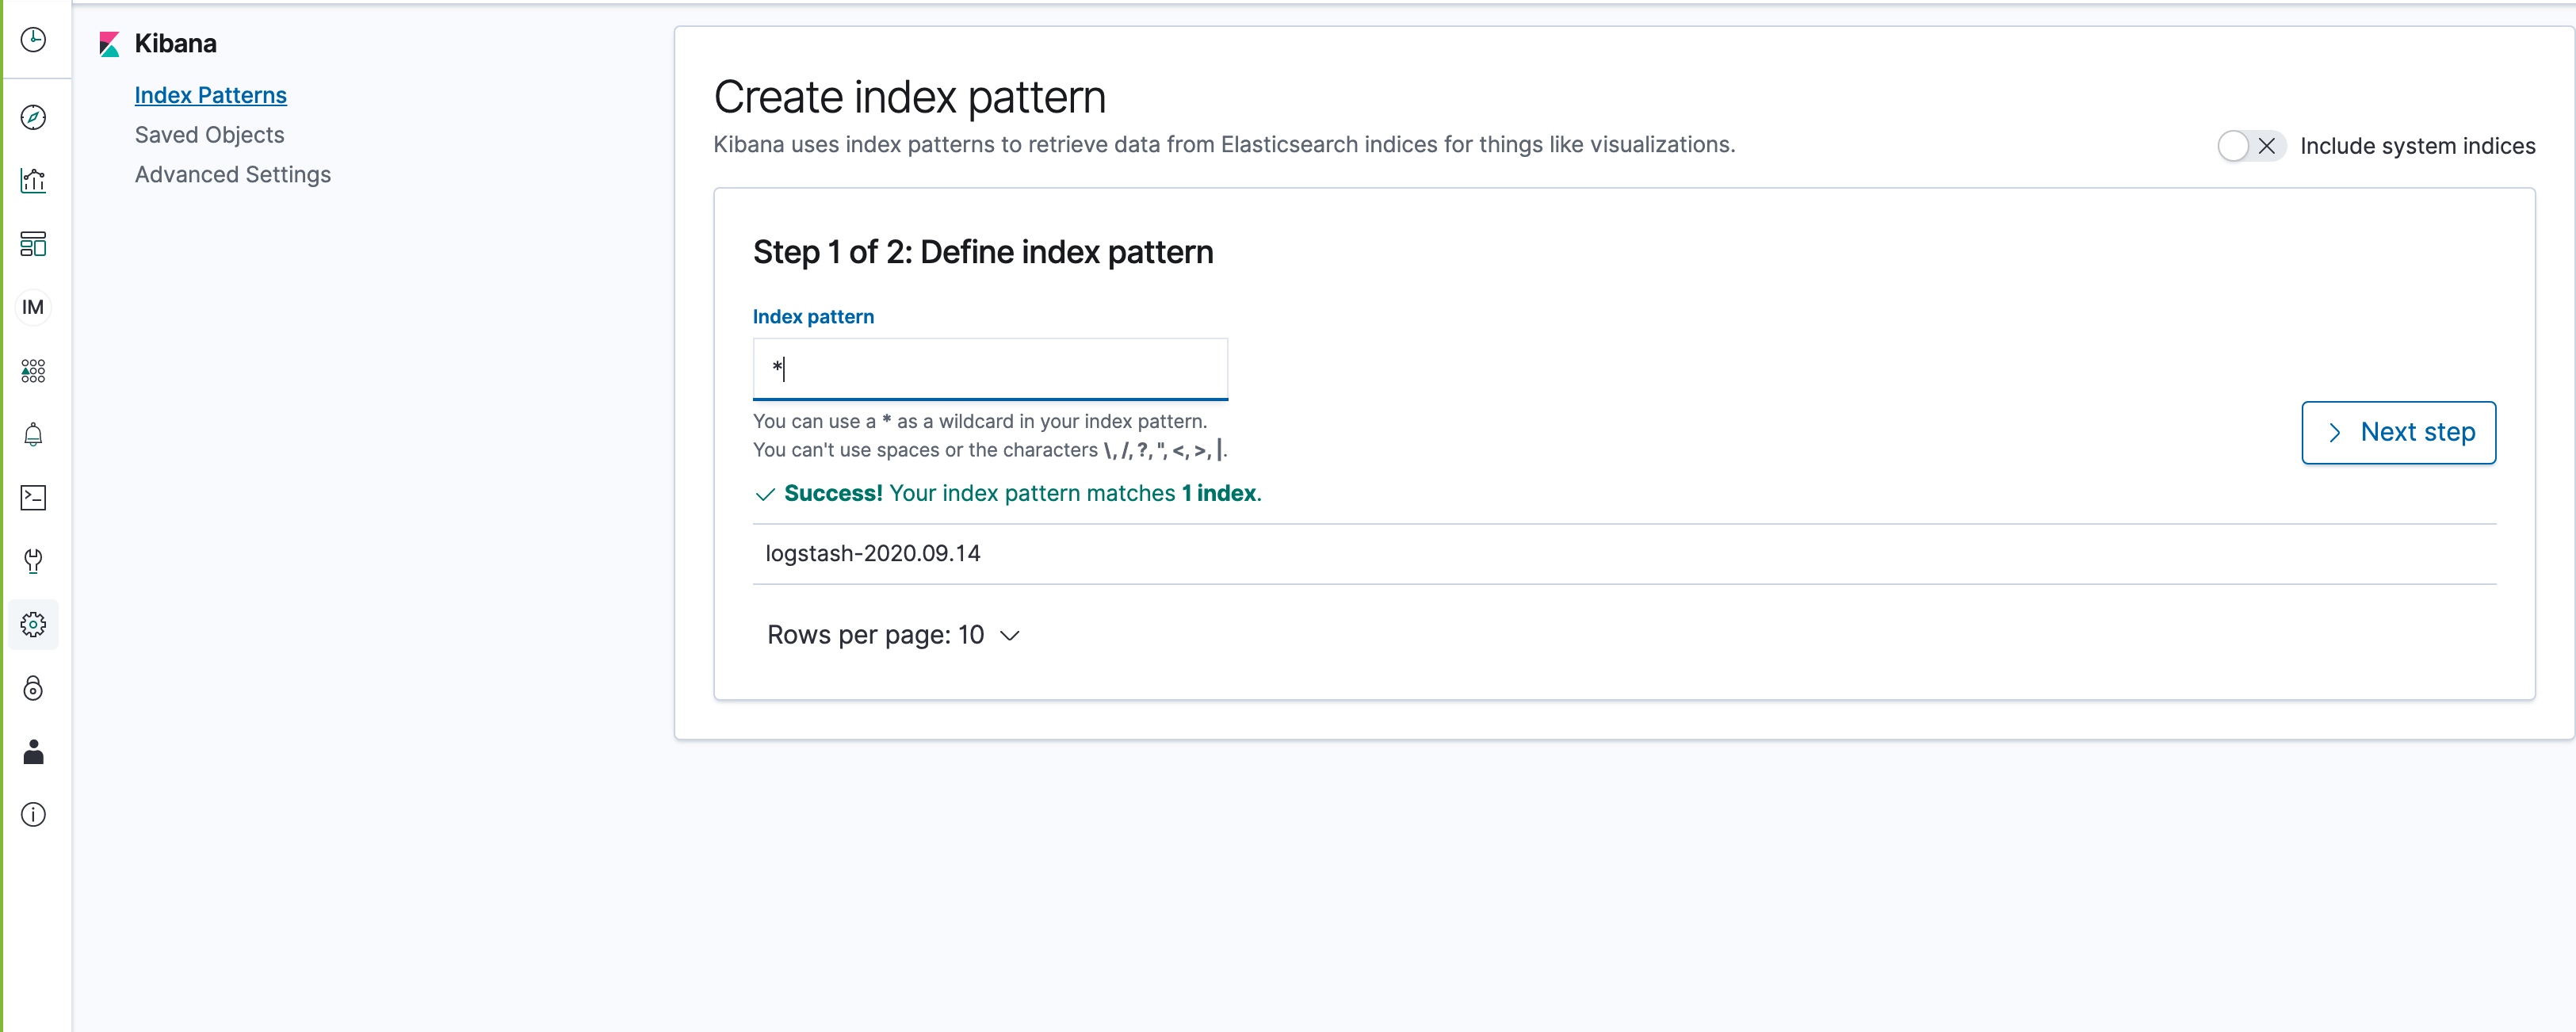 Kibana
Index Patterns
Saved Objects
Advanced Settings
IM
Create index pattern
Kibana uses index patterns to retrieve data from Elasticsearch indices for things like visualizations.
Include system indices
Step 1 of 2: Define index pattern
Index pattern
*
You can use a * as a wildcard in your index pattern.
You can't use spaces or the characters \, /, ?, ", <, >, |.
Next step
Success! Your index pattern matches 1 index.
logstash-2020.09.14
Rows per page: 10